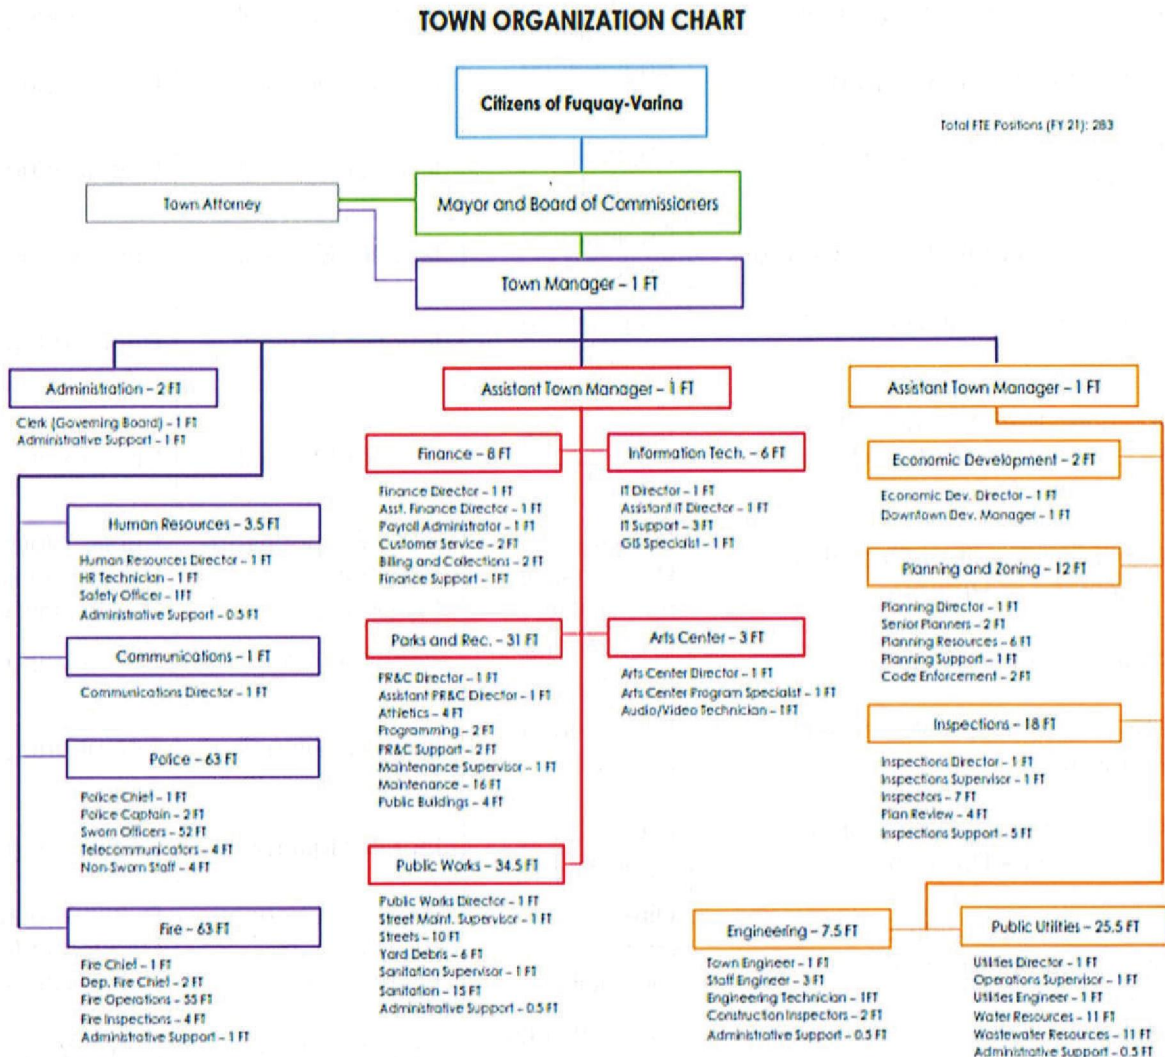 TOWN ORGANIZATION CHART
Citizens of Fuquay-Varina
Total FTE Positions (FY 21): 283
Town Attorney
Mayor and Board of Commissioners
Town Manager – 1 FT
Administration – 2 FT
Clerk (Governing Board) – 1 FT
Administrative Support – 1 FT
Human Resources – 3.5 FT
Human Resources Director – 1 FT
HR Technician – 1 FT
Safety Officer – 1FT
Administrative Support – 0.5 FT
Communications – 1 FT
Communications Director – 1 FT
Police – 63 FT
Police Chief – 1 FT
Police Captain – 2 FT
Sworn Officers – 52 FT
Telecommunicators – 4 FT
Non-Sworn Staff – 4 FT
Fire – 63 FT
Fire Chief – 1 FT
Dep. Fire Chief – 2 FT
Fire Operations – 55 FT
Fire Inspections – 4 FT
Administrative Support – 1 FT
Assistant Town Manager – 1 FT
Finance – 8 FT
Finance Director – 1 FT
Asst. Finance Director – 1 FT
Payroll Administrator – 1 FT
Customer Service – 2 FT
Billing and Collections – 2 FT
Finance Support – 1FT
Information Tech. – 6 FT
IT Director – 1 FT
Assistant IT Director – 1 FT
IT Support – 3 FT
GIS Specialist – 1 FT
Parks and Rec. – 31 FT
PR&C Director – 1 FT
Assistant PR&C Director – 1 FT
Athletics – 4 FT
Programming – 2 FT
PR&C Support – 2 FT
Maintenance Supervisor – 1 FT
Maintenance – 16 FT
Public Buildings – 4 FT
Arts Center – 3 FT
Arts Center Director – 1 FT
Arts Center Program Specialist – 1 FT
Audio/Video Technician – 1FT
Public Works – 34.5 FT
Public Works Director – 1 FT
Street Maint. Supervisor – 1 FT
Streets – 10 FT
Yard Debris – 6 FT
Sanitation Supervisor – 1 FT
Sanitation – 15 FT
Administrative Support – 0.5 FT
Assistant Town Manager – 1 FT
Economic Development – 2 FT
Economic Dev. Director – 1 FT
Downtown Dev. Manager – 1 FT
Planning and Zoning – 12 FT
Planning Director – 1 FT
Senior Planners – 2 FT
Planning Resources – 6 FT
Planning Support – 1 FT
Code Enforcement – 2 FT
Inspections – 18 FT
Inspections Director – 1 FT
Inspections Supervisor – 1 FT
Inspectors – 7 FT
Plan Review – 4 FT
Inspections Support – 5 FT
Engineering – 7.5 FT
Town Engineer – 1 FT
Staff Engineer – 3 FT
Engineering Technician – 1FT
Construction Inspectors – 2 FT
Administrative Support – 0.5 FT
Public Utilities – 25.5 FT
Utilities Director – 1 FT
Operations Supervisor – 1 FT
Utilities Engineer – 1 FT
Water Resources – 11 FT
Wastewater Resources – 11 FT
Administrative Support – 0.5 FT